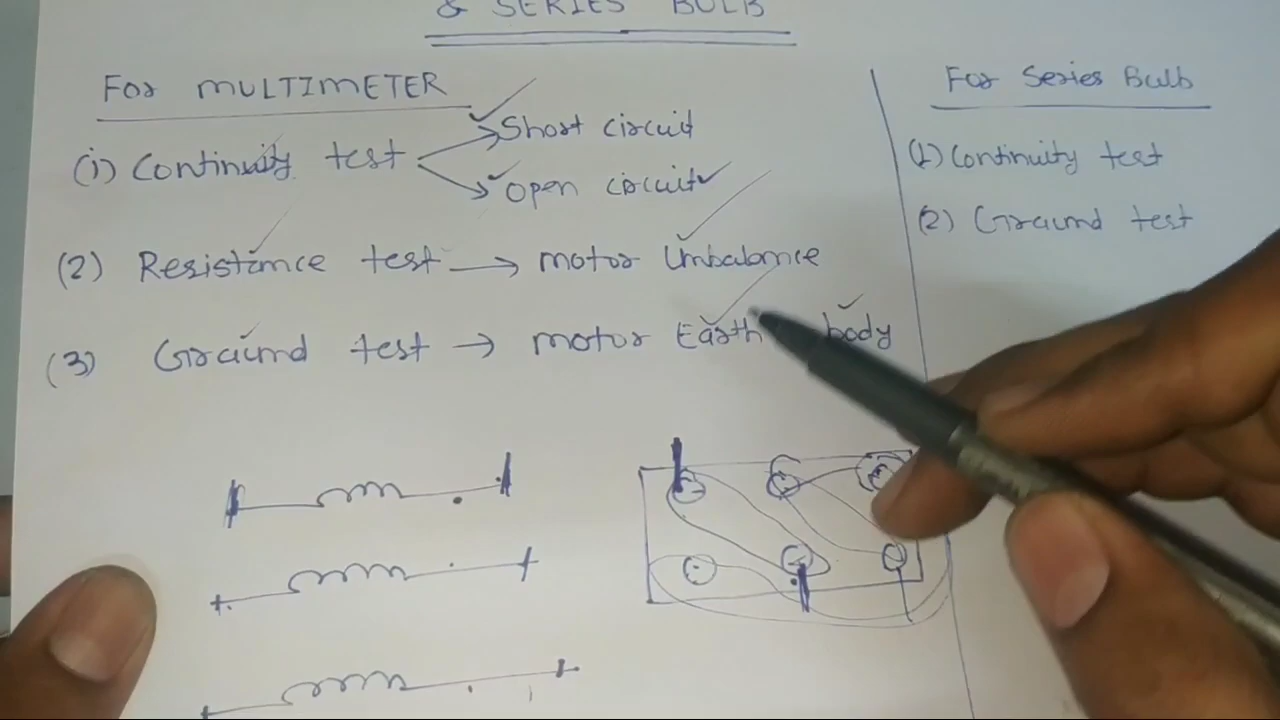 & SERIES BULB
For MULTIMETER
(1) Continuity test
Short circuit
Open circuit
(2) Resistance test → motor Unbalance
(3) Ground test → motor Earth body
For Series Bulb
(1) Continuity test
(2) Ground test